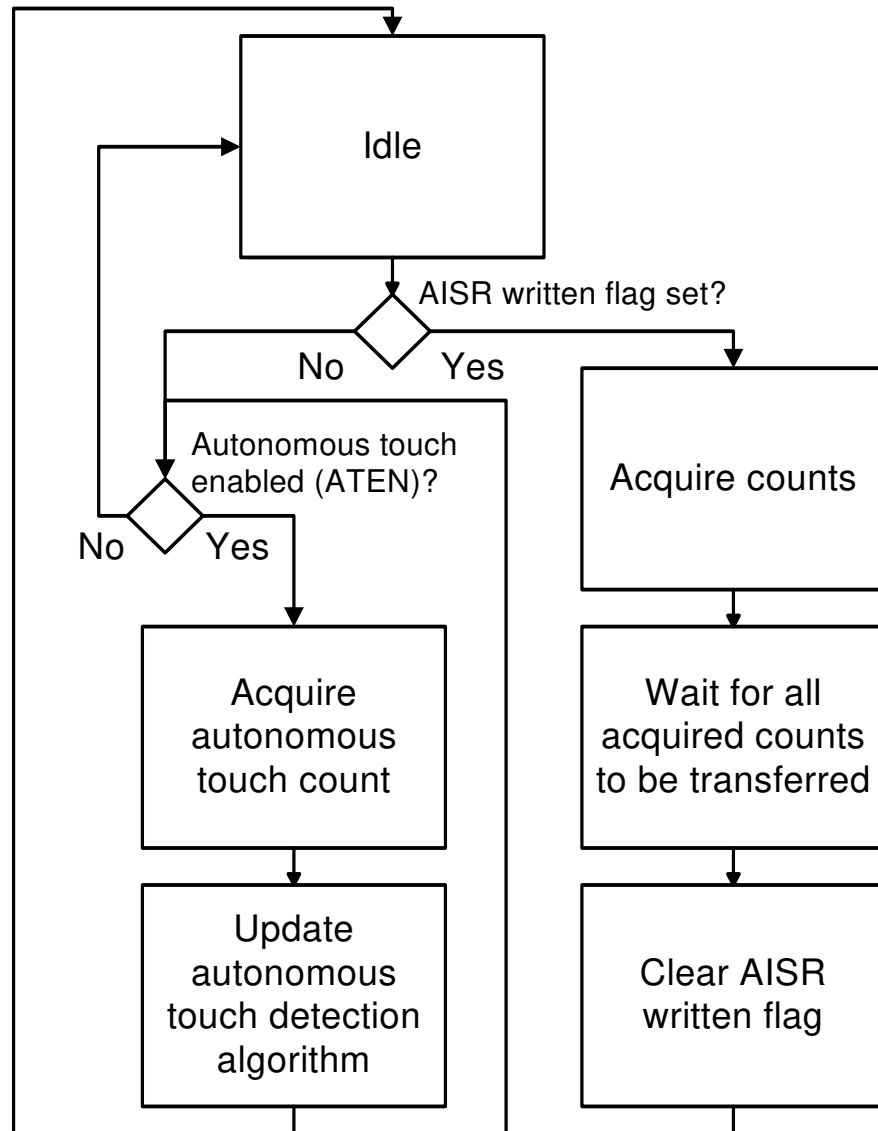 Idle
AISR written flag set?
No
Yes
Autonomous touch
enabled (ATEN)?
No
Yes
Acquire counts
Acquire
autonomous
touch count
Wait for all
acquired counts
to be transferred
Update
autonomous
touch detection
algorithm
Clear AISR
written flag